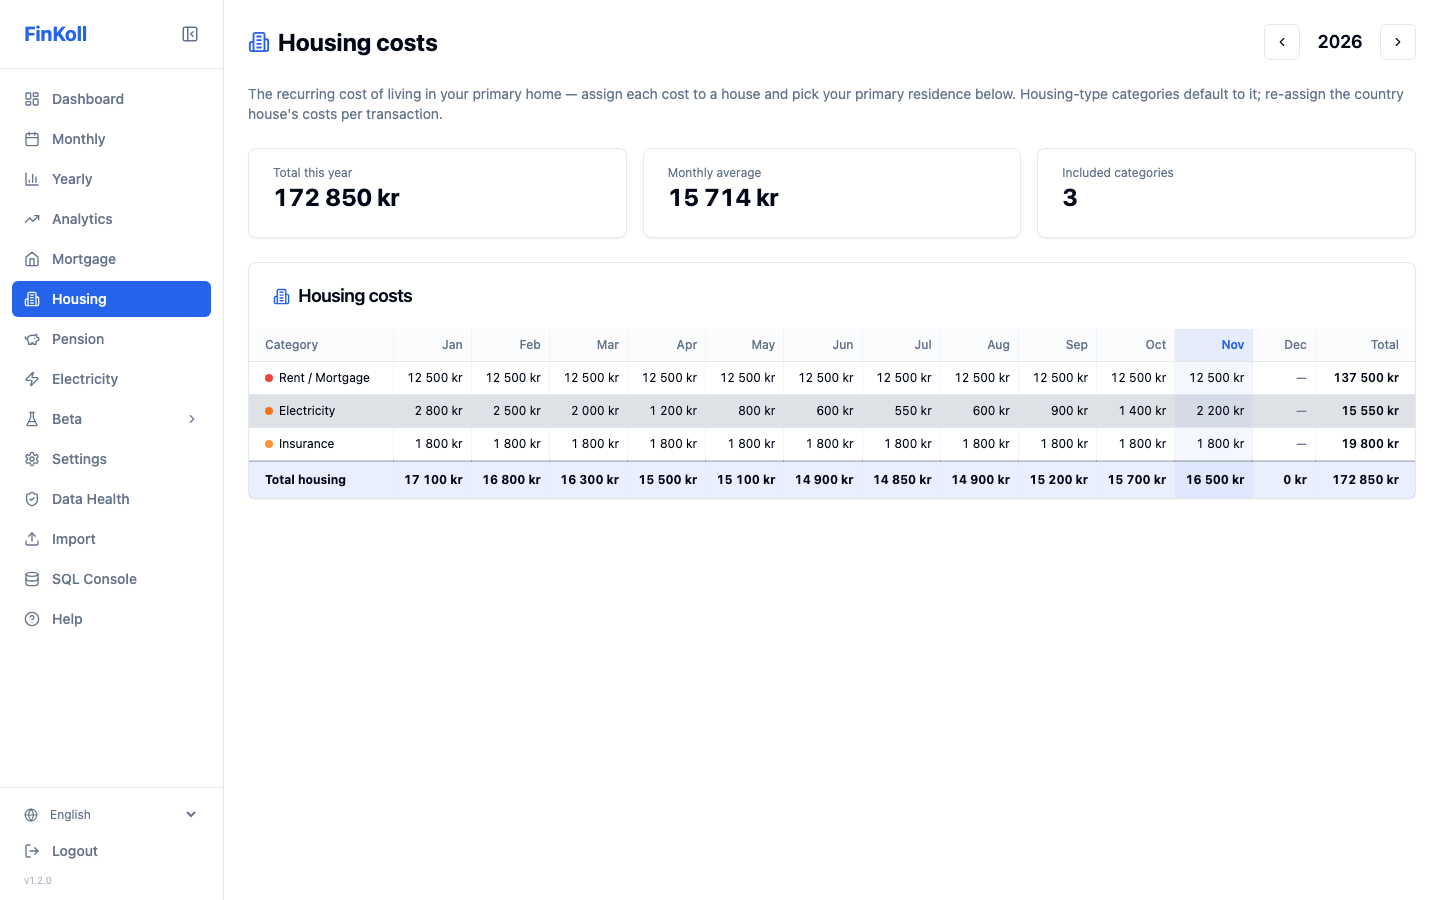 FinKoll
Dashboard
Monthly
Yearly
Analytics
Mortgage
Housing
Pension
Electricity
Beta
Settings
Data Health
Import
SQL Console
Help
English
Logout
v1.2.0
Housing costs
2026
The recurring cost of living in your primary home — assign each cost to a house and pick your primary residence below. Housing-type categories default to it; re-assign the country
house's costs per transaction.
Total this year
172 850 kr
Monthly average
15 714 kr
Included categories
3
Housing costs
Category Jan Feb Mar Apr May Jun Jul Aug Sep Oct Nov Dec Total
Rent / Mortgage 12 500 kr 12 500 kr 12 500 kr 12 500 kr 12 500 kr 12 500 kr 12 500 kr 12 500 kr 12 500 kr 12 500 kr 12 500 kr — 137 500 kr
Electricity 2 800 kr 2 500 kr 2 000 kr 1 200 kr 800 kr 600 kr 550 kr 600 kr 900 kr 1 400 kr 2 200 kr — 15 550 kr
Insurance 1 800 kr 1 800 kr 1 800 kr 1 800 kr 1 800 kr 1 800 kr 1 800 kr 1 800 kr 1 800 kr 1 800 kr 1 800 kr — 19 800 kr
Total housing 17 100 kr 16 800 kr 16 300 kr 15 500 kr 15 100 kr 14 900 kr 14 850 kr 14 900 kr 15 200 kr 15 700 kr 16 500 kr 0 kr 172 850 kr